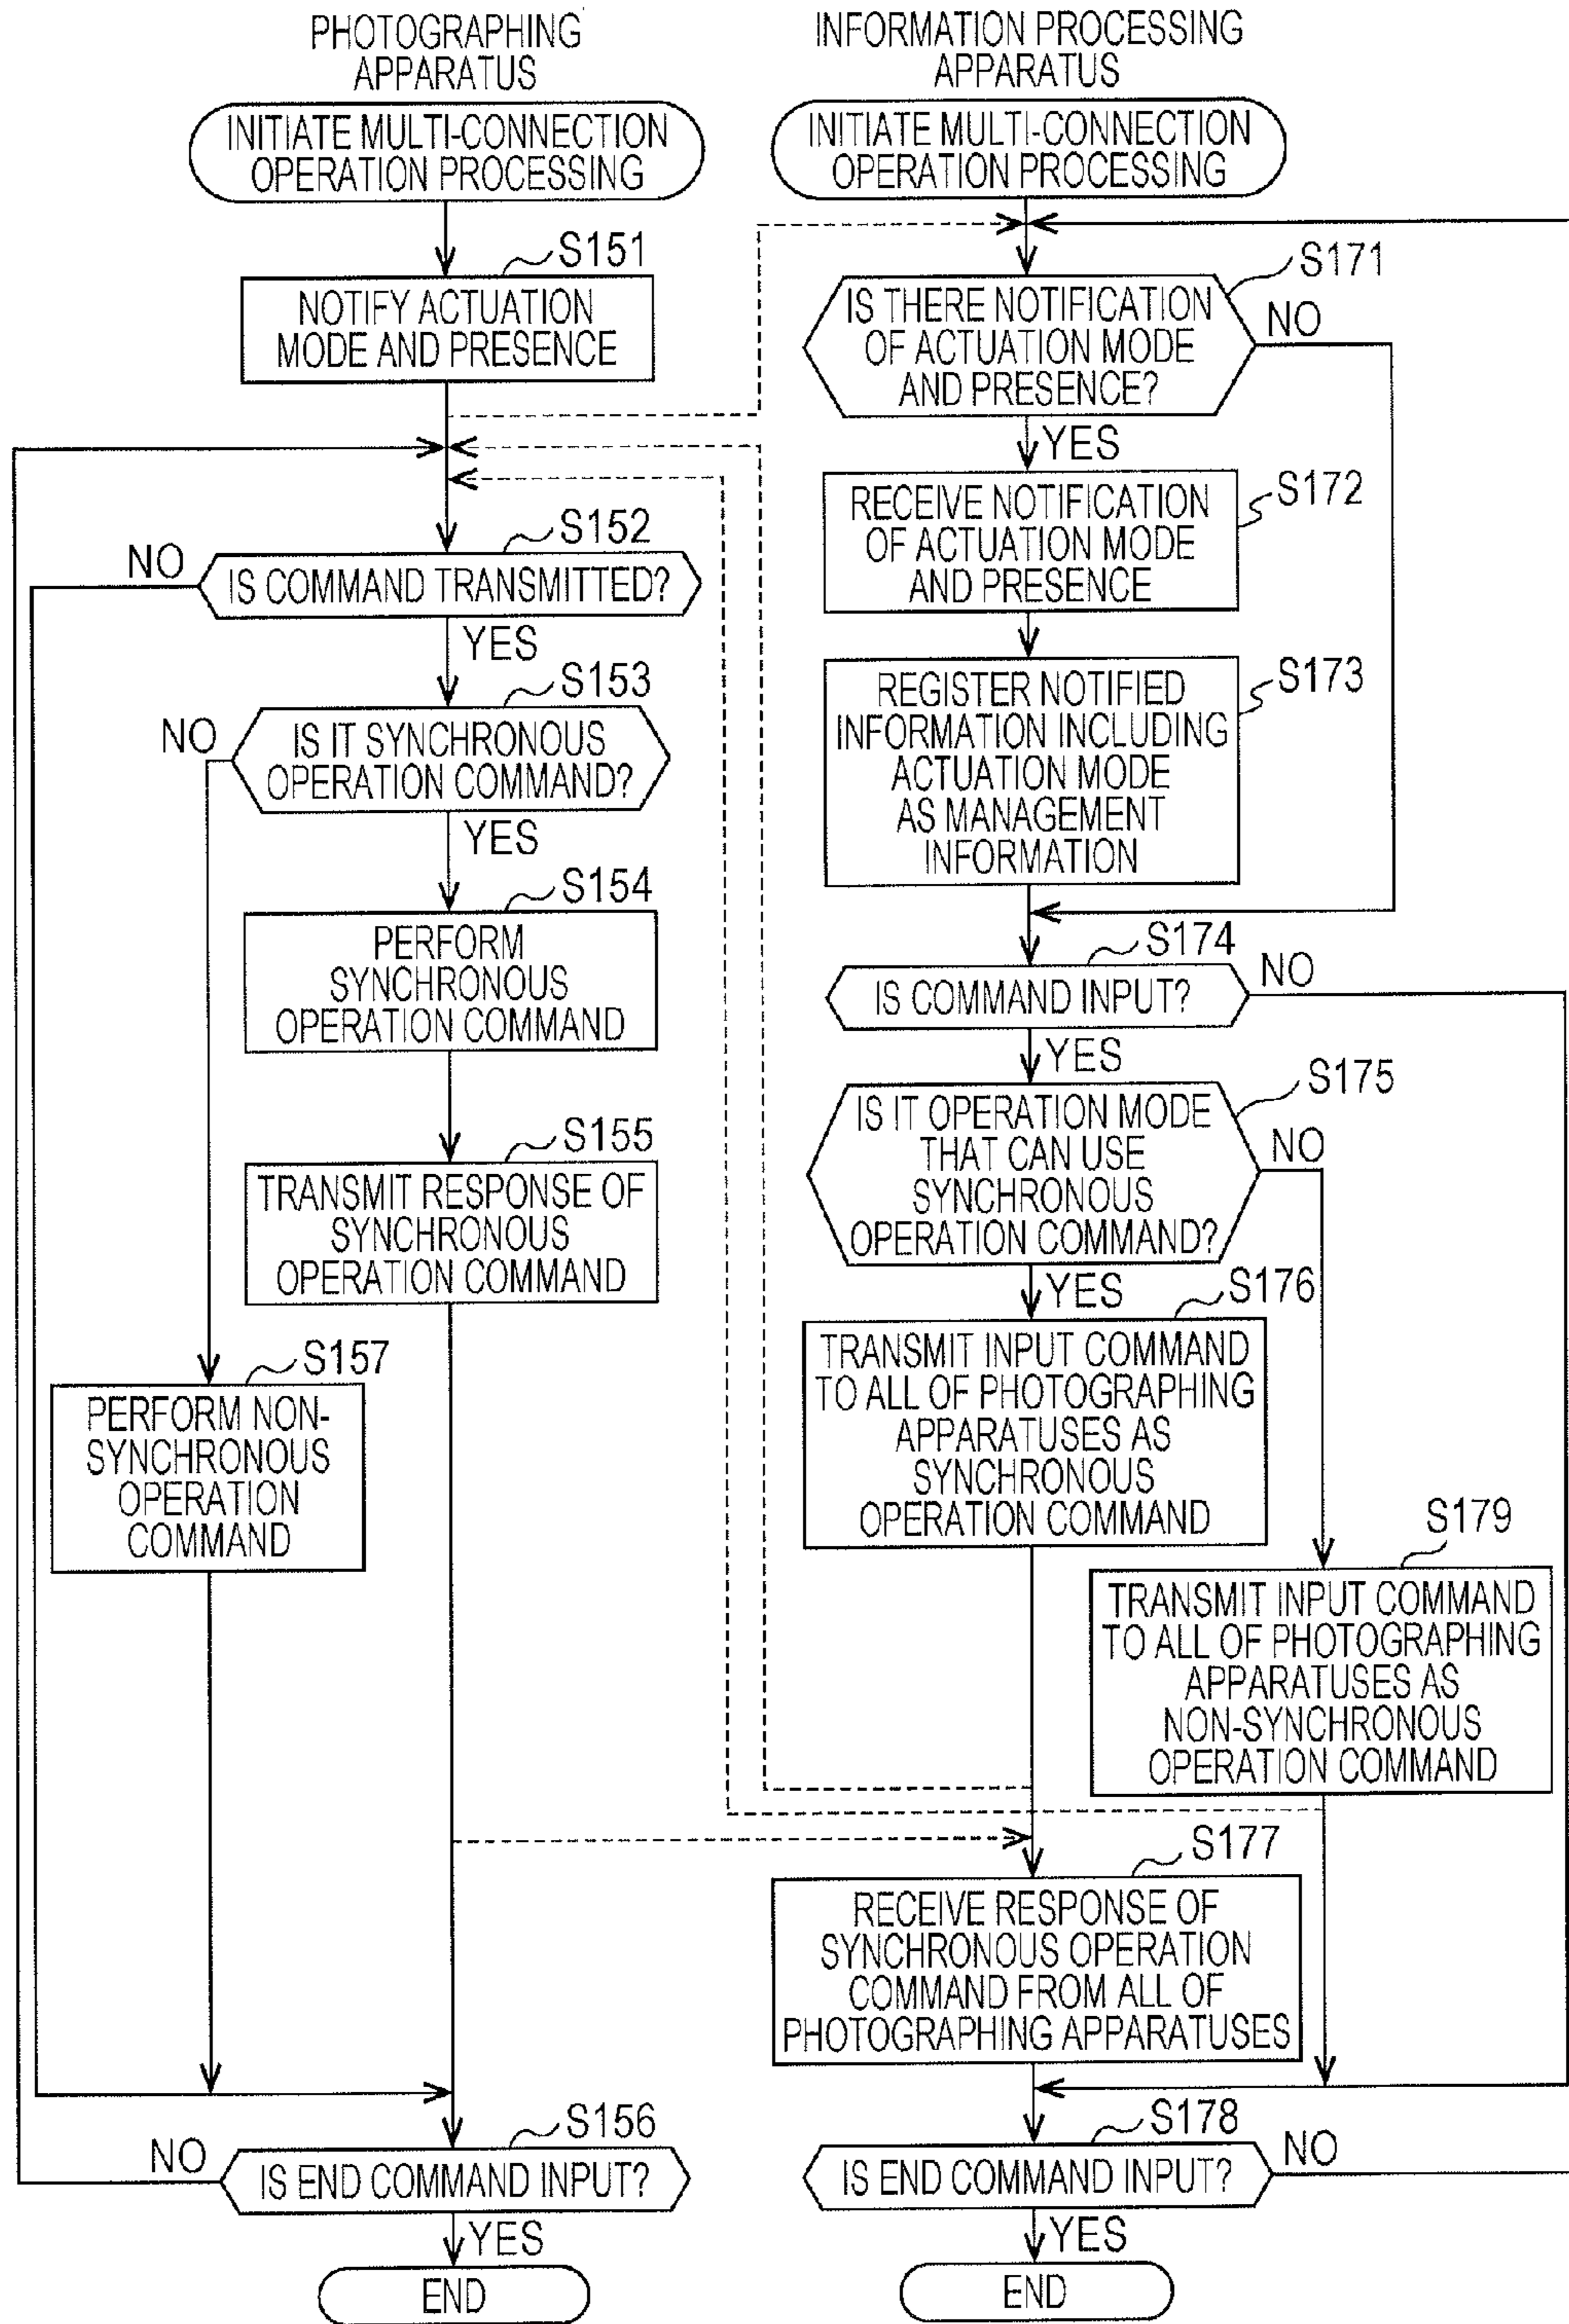 PHOTOGRAPHING
APPARATUS
INITIATE MULTI-CONNECTION
OPERATION PROCESSING
S151
NOTIFY ACTUATION
MODE AND PRESENCE
S152
NO
IS COMMAND TRANSMITTED?
YES
S153
NO
IS IT SYNCHRONOUS
OPERATION COMMAND?
YES
S154
PERFORM
SYNCHRONOUS
OPERATION COMMAND
S155
TRANSMIT RESPONSE OF
SYNCHRONOUS
OPERATION COMMAND
S157
PERFORM NON-
SYNCHRONOUS
OPERATION
COMMAND
S156
NO
IS END COMMAND INPUT?
YES
END
INFORMATION PROCESSING
APPARATUS
INITIATE MULTI-CONNECTION
OPERATION PROCESSING
S171
IS THERE NOTIFICATION
OF ACTUATION MODE
AND PRESENCE?
NO
YES
S172
RECEIVE NOTIFICATION
OF ACTUATION MODE
AND PRESENCE
S173
REGISTER NOTIFIED
INFORMATION INCLUDING
ACTUATION MODE
AS MANAGEMENT
INFORMATION
S174
IS COMMAND INPUT?
NO
YES
S175
IS IT OPERATION MODE
THAT CAN USE
SYNCHRONOUS
OPERATION COMMAND?
NO
YES
S176
TRANSMIT INPUT COMMAND
TO ALL OF PHOTOGRAPHING
APPARATUSES AS
SYNCHRONOUS
OPERATION COMMAND
S179
TRANSMIT INPUT COMMAND
TO ALL OF PHOTOGRAPHING
APPARATUSES AS
NON-SYNCHRONOUS
OPERATION COMMAND
S177
RECEIVE RESPONSE OF
SYNCHRONOUS OPERATION
COMMAND FROM ALL OF
PHOTOGRAPHING APPARATUSES
S178
IS END COMMAND INPUT?
NO
YES
END